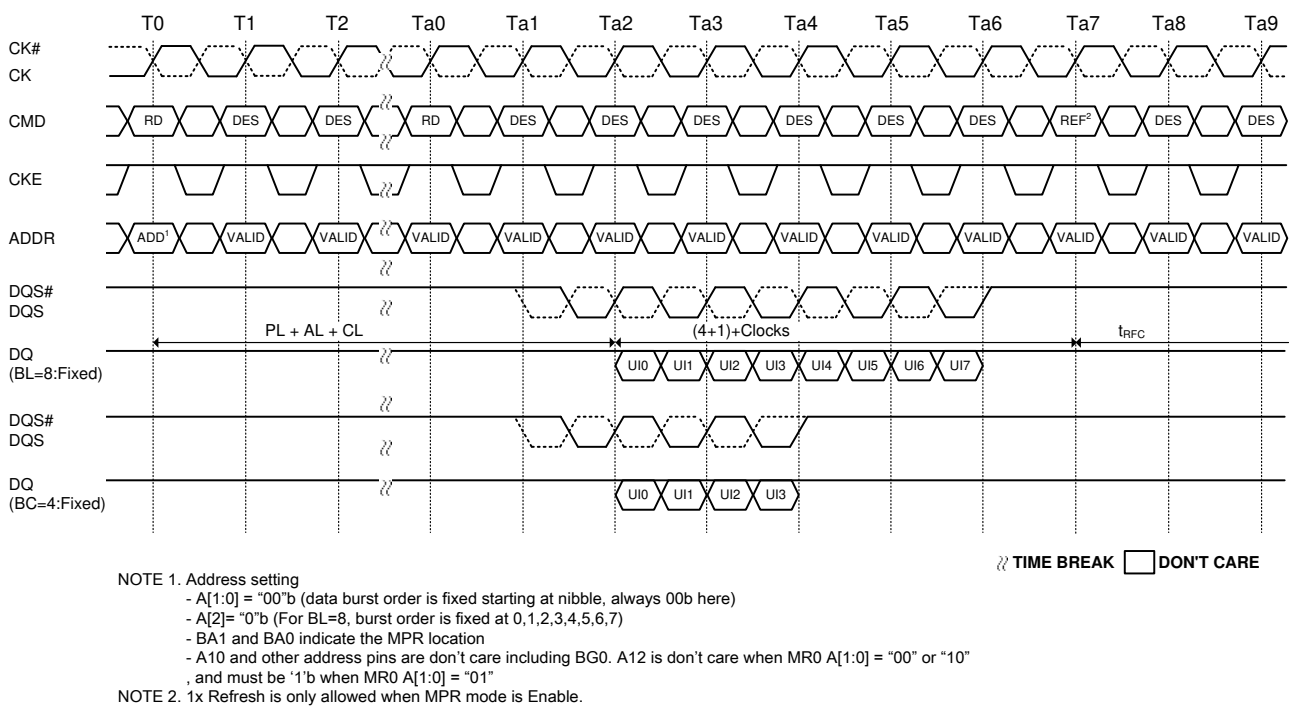 T0 T1 T2 Ta0 Ta1 Ta2 Ta3 Ta4 Ta5 Ta6 Ta7 Ta8 Ta9
CK#
CK
CMD RD DES DES RD DES DES DES DES DES DES REF2 DES DES
CKE
ADDR ADD1 VALID VALID VALID VALID VALID VALID VALID VALID VALID VALID VALID VALID
DQS#
DQS
PL + AL + CL (4+1)+Clocks tRFC
DQ
(BL=8:Fixed) UI0 UI1 UI2 UI3 UI4 UI5 UI6 UI7
DQS#
DQS
DQ
(BC=4:Fixed) UI0 UI1 UI2 UI3
TIME BREAK DON'T CARE
NOTE 1. Address setting
- A[1:0] = “00”b (data burst order is fixed starting at nibble, always 00b here)
- A[2]= “0”b (For BL=8, burst order is fixed at 0,1,2,3,4,5,6,7)
- BA1 and BA0 indicate the MPR location
- A10 and other address pins are don’t care including BG0. A12 is don’t care when MR0 A[1:0] = “00” or “10”
, and must be ‘1’b when MR0 A[1:0] = “01”
NOTE 2. 1x Refresh is only allowed when MPR mode is Enable.